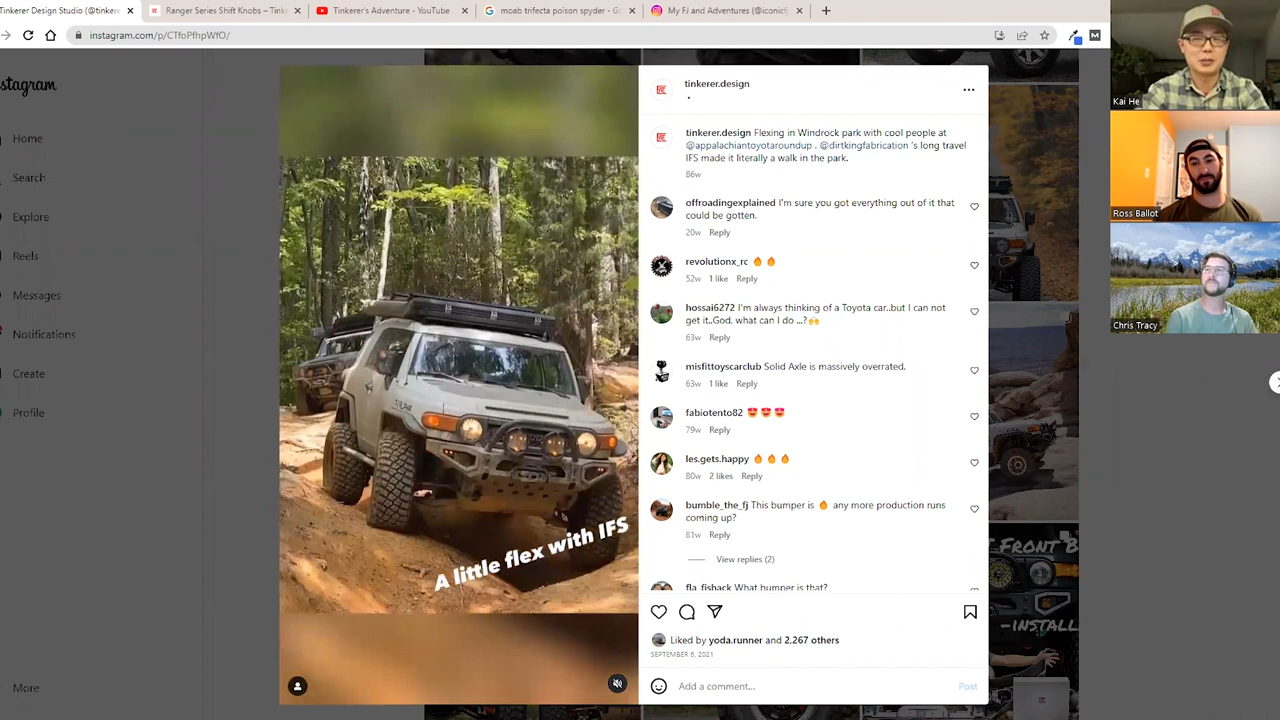 Tinkerer Design Studio (@tinkere
Ranger Series Shift Knobs – Tink
Tinkerer's Adventure - YouTube
moab trifecta poison spyder - Go
My FJ and Adventures (@iconicfj
instagram.com/p/CTfoPfhpWfO/
stagram
Home
Search
Explore
Reels
Messages
Notifications
Create
Profile
More
A little flex with IFS
tinkerer.design
tinkerer.design Flexing in Windrock park with cool people at
@appalachiantoyotaroundup . @dirtkingfabrication 's long travel
IFS made it literally a walk in the park.
86w
offroadingexplained I'm sure you got everything out of it that
could be gotten.
20w Reply
revolutionx_rc 🔥 🔥
52w 1 like Reply
hossai6272 I'm always thinking of a Toyota car..but I can not
get it..God. what can I do ...?🙌
63w Reply
misfittoyscarclub Solid Axle is massively overrated.
63w 1 like Reply
fabiotento82 😍 😍 😍
79w Reply
les.gets.happy 🔥 🔥 🔥
80w 2 likes Reply
bumble_the_fj This bumper is 🔥 any more production runs
coming up?
81w Reply
View replies (2)
fla_fishack What bumper is that?
Liked by yoda.runner and 2,267 others
SEPTEMBER 6, 2021
Add a comment...
Post
FRONT B
-INSTALL
Kai He
Ross Ballot
Chris Tracy